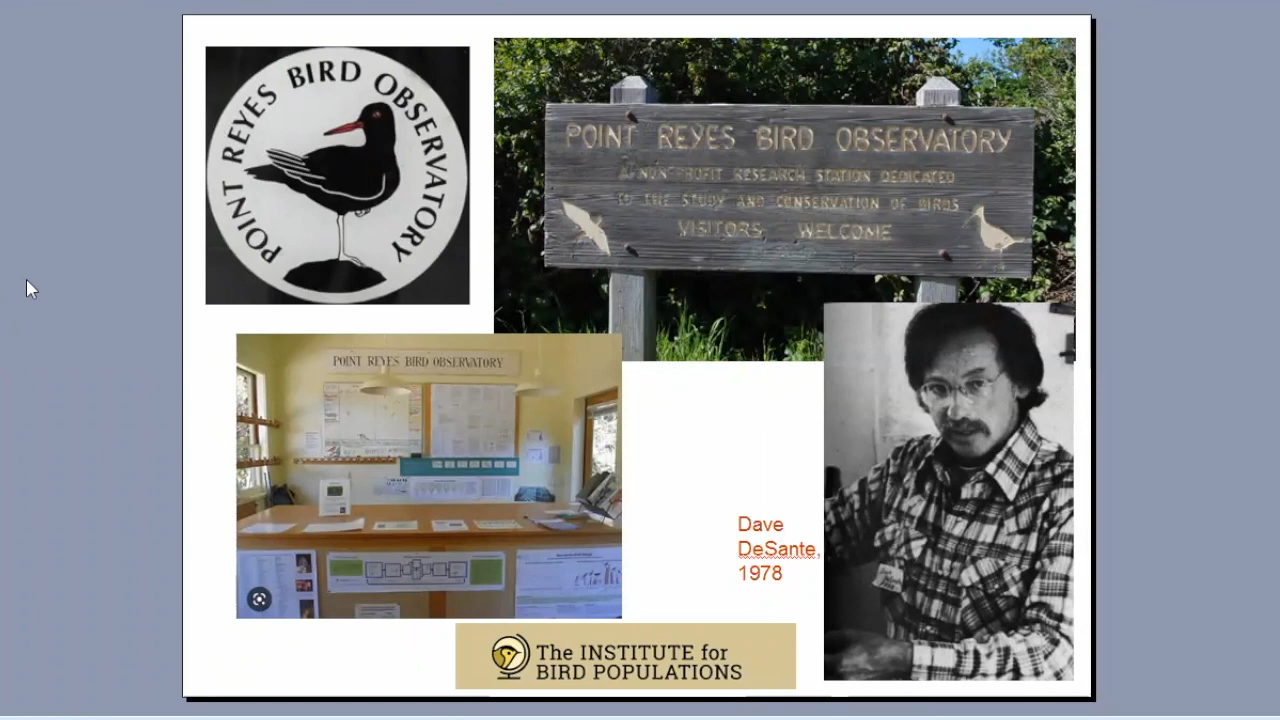 POINT REYES BIRD OBSERVATORY
POINT REYES BIRD OBSERVATORY
A NONPROFIT RESEARCH STATION DEDICATED
TO THE STUDY AND CONSERVATION OF BIRDS
VISITORS WELCOME
POINT REYES BIRD OBSERVATORY
Dave
DeSante,
1978
The INSTITUTE for
BIRD POPULATIONS